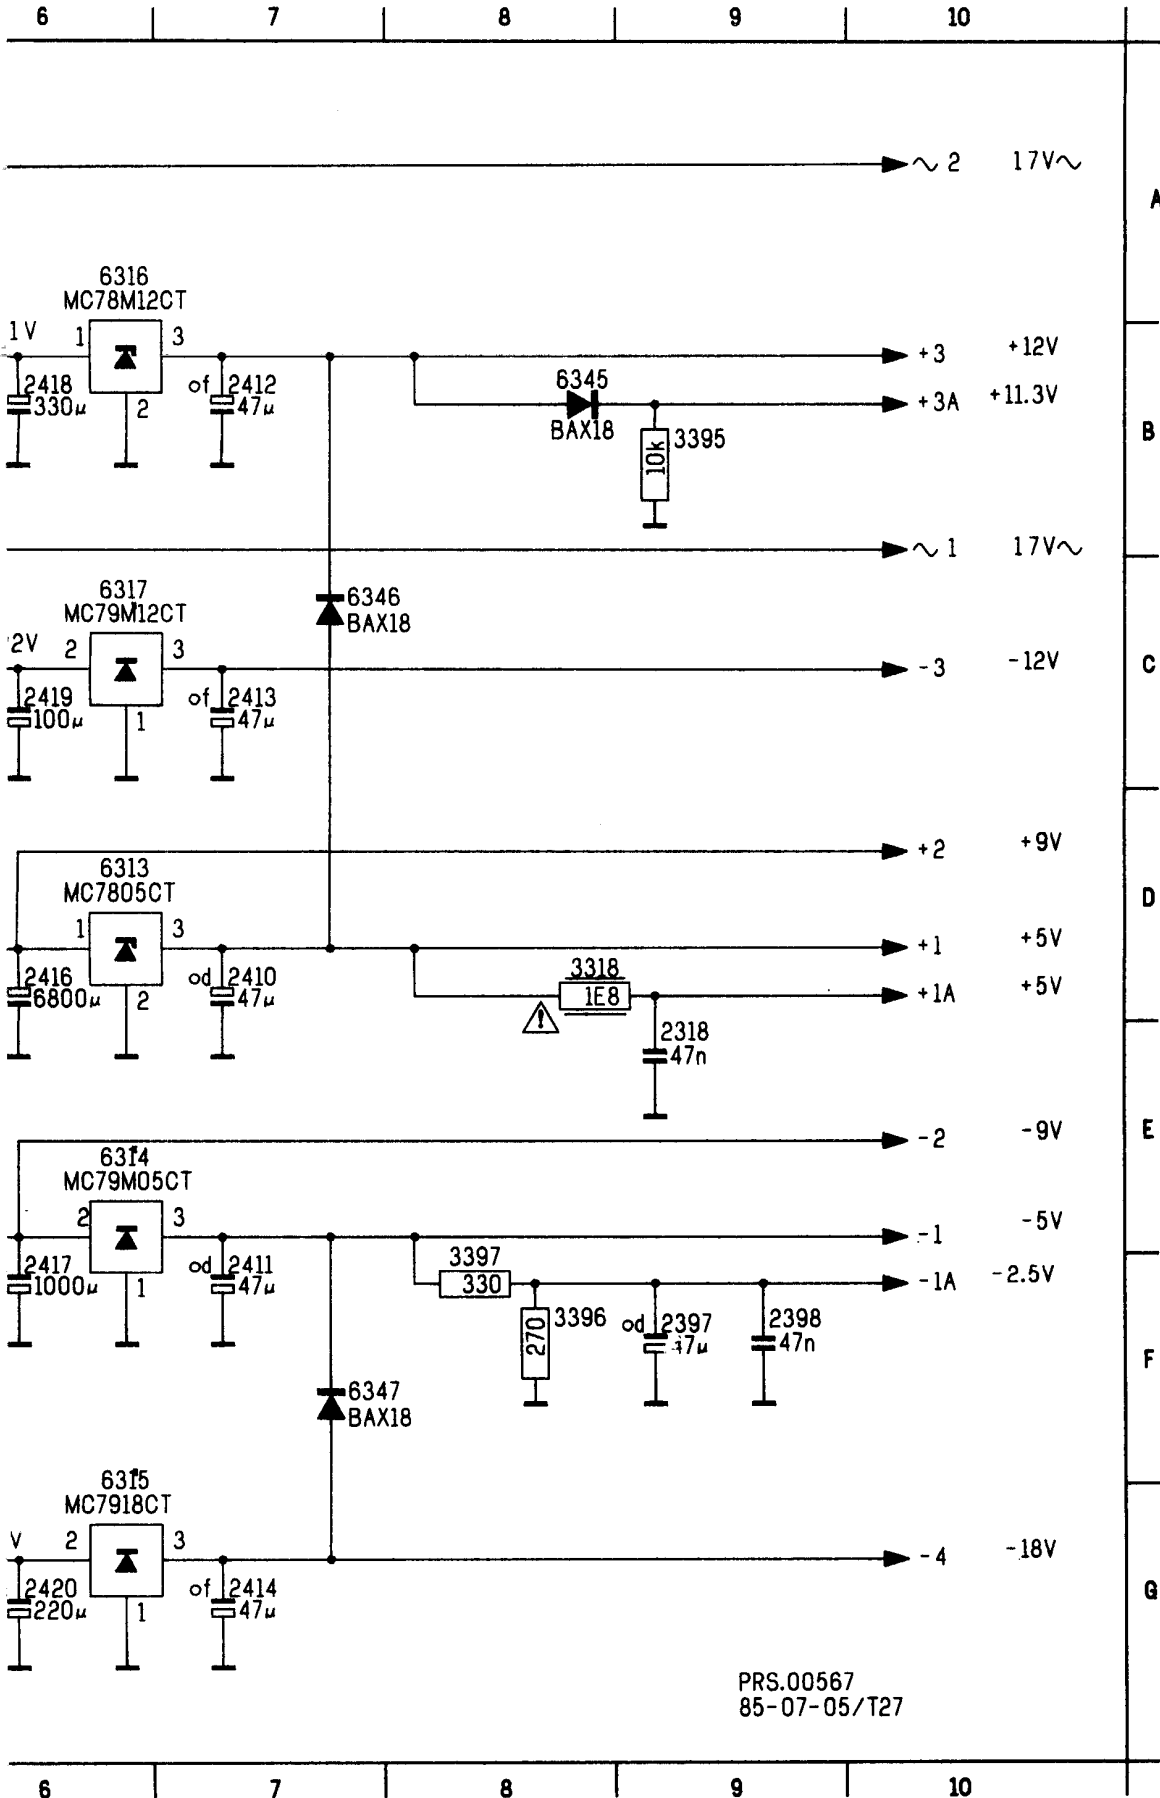 6 7 8 9 10
∼ 2 17V∼
A
6316
MC78M12CT
1V 1 3
+3 +12V
2418
330µ
2
of 2412
47µ
6345
BAX18
+3A +11.3V
B
3395
10k
∼ 1 17V∼
6317
MC79M12CT
6346
BAX18
2V 2 3
-3 -12V
C
2419
100µ
1
of 2413
47µ
+2 +9V
6313
MC7805CT
D
1 3
+1 +5V
2416
6800µ
2
od 2410
47µ
3318
1E8
+1A +5V
!
2318
47n
-2 -9V
E
6314
MC79M05CT
2 3
-1 -5V
2417
1000µ
1
od 2411
47µ
3397
330
-1A -2.5V
3396
270
od 2397
2398
47n
F
6347
BAX18
6315
MC7918CT
V 2 3
-4 -18V
2420
220µ
1
of 2414
47µ
G
PRS.00567
85-07-05/T27
6 7 8 9 10